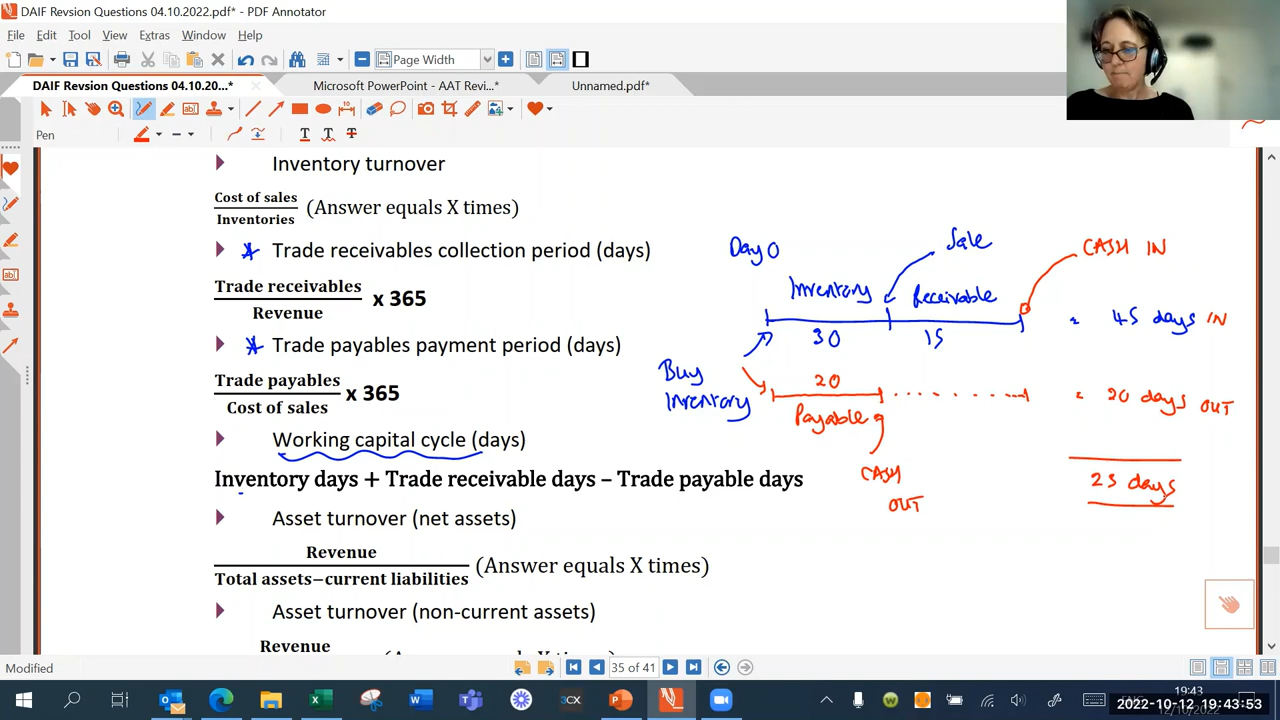 DAIF Revsion Questions 04.10.2022.pdf* - PDF Annotator
File Edit Tool View Extras Window Help
Page Width
DAIF Revsion Questions 04.10.20...*
Microsoft PowerPoint - AAT Revi...*
Unnamed.pdf*
Pen
Inventory turnover
Cost of sales
Inventories
(Answer equals X times)
* Trade receivables collection period (days)
Trade receivables
Revenue
x 365
* Trade payables payment period (days)
Trade payables
Cost of sales
x 365
Working capital cycle (days)
Inventory days + Trade receivable days – Trade payable days
Asset turnover (net assets)
Revenue
Total assets−current liabilities
(Answer equals X times)
Asset turnover (non-current assets)
Revenue
Day 0
Sale
CASH IN
Inventory
Receivable
30
15
= 45 days IN
Buy
Inventory
20
Payable
= 20 days OUT
CASH
OUT
25 days
Modified
35 of 41
3CX
19:43
2022-10-12 19:43:53